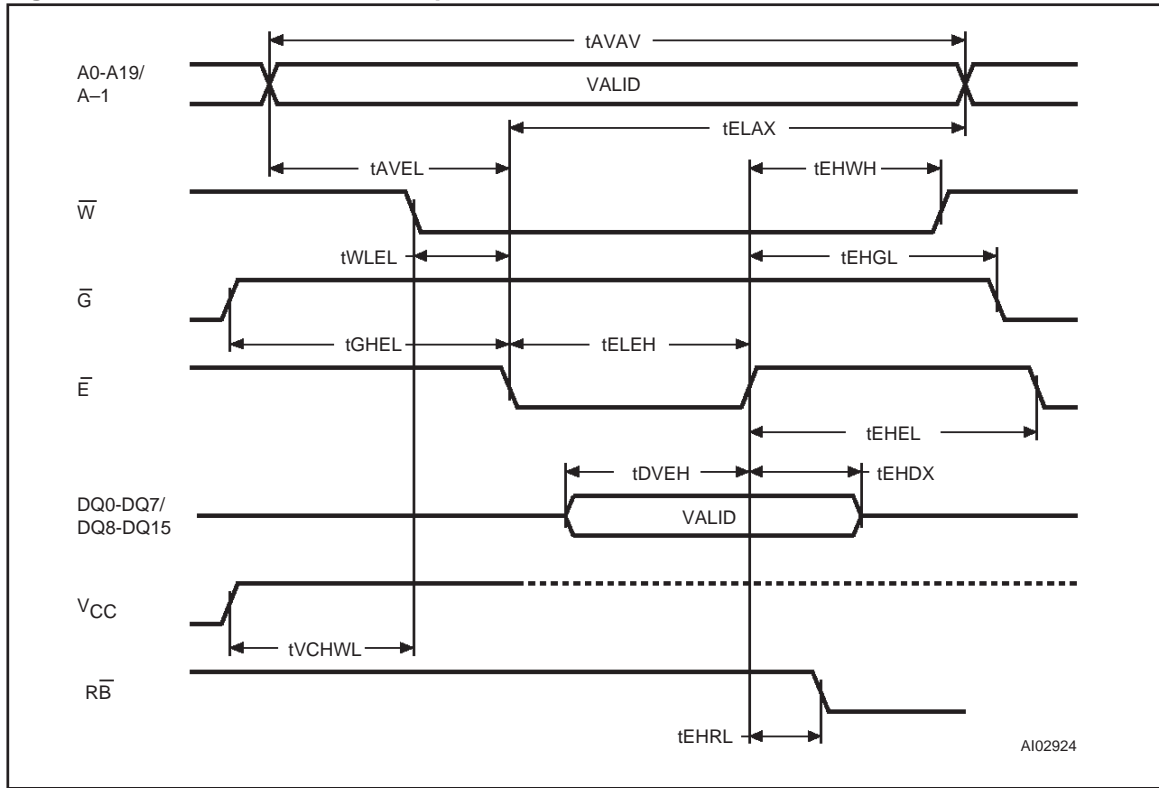 tAVAV
A0-A19/
A–1
VALID
tELAX
tAVEL
tEHWH
W̅
tWLEL
tEHGL
G̅
tGHEL
tELEH
E̅
tEHEL
tDVEH
tEHDX
DQ0-DQ7/
DQ8-DQ15
VALID
VCC
tVCHWL
RB̅
tEHRL
AI02924